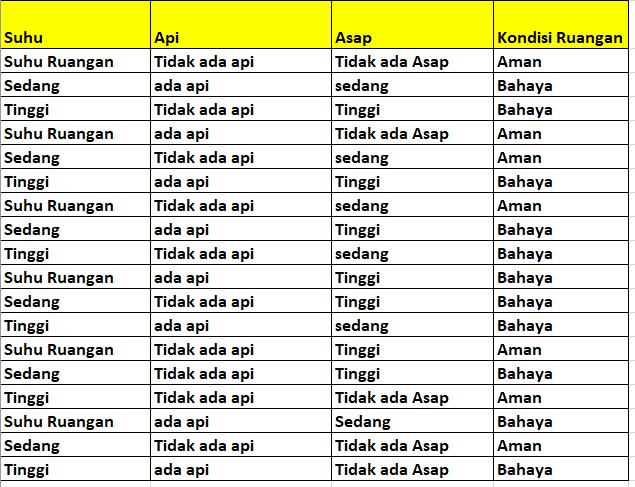 Suhu Api Asap Kondisi Ruangan
Suhu Ruangan Tidak ada api Tidak ada Asap Aman
Sedang ada api sedang Bahaya
Tinggi Tidak ada api Tinggi Bahaya
Suhu Ruangan ada api Tidak ada Asap Aman
Sedang Tidak ada api sedang Aman
Tinggi ada api Tinggi Bahaya
Suhu Ruangan Tidak ada api sedang Aman
Sedang ada api Tinggi Bahaya
Tinggi Tidak ada api sedang Bahaya
Suhu Ruangan ada api Tinggi Bahaya
Sedang Tidak ada api Tinggi Bahaya
Tinggi ada api sedang Bahaya
Suhu Ruangan Tidak ada api Tinggi Aman
Sedang Tidak ada api Tinggi Bahaya
Tinggi Tidak ada api Tidak ada Asap Aman
Suhu Ruangan ada api Sedang Bahaya
Sedang Tidak ada api Tidak ada Asap Aman
Tinggi ada api Tidak ada Asap Bahaya